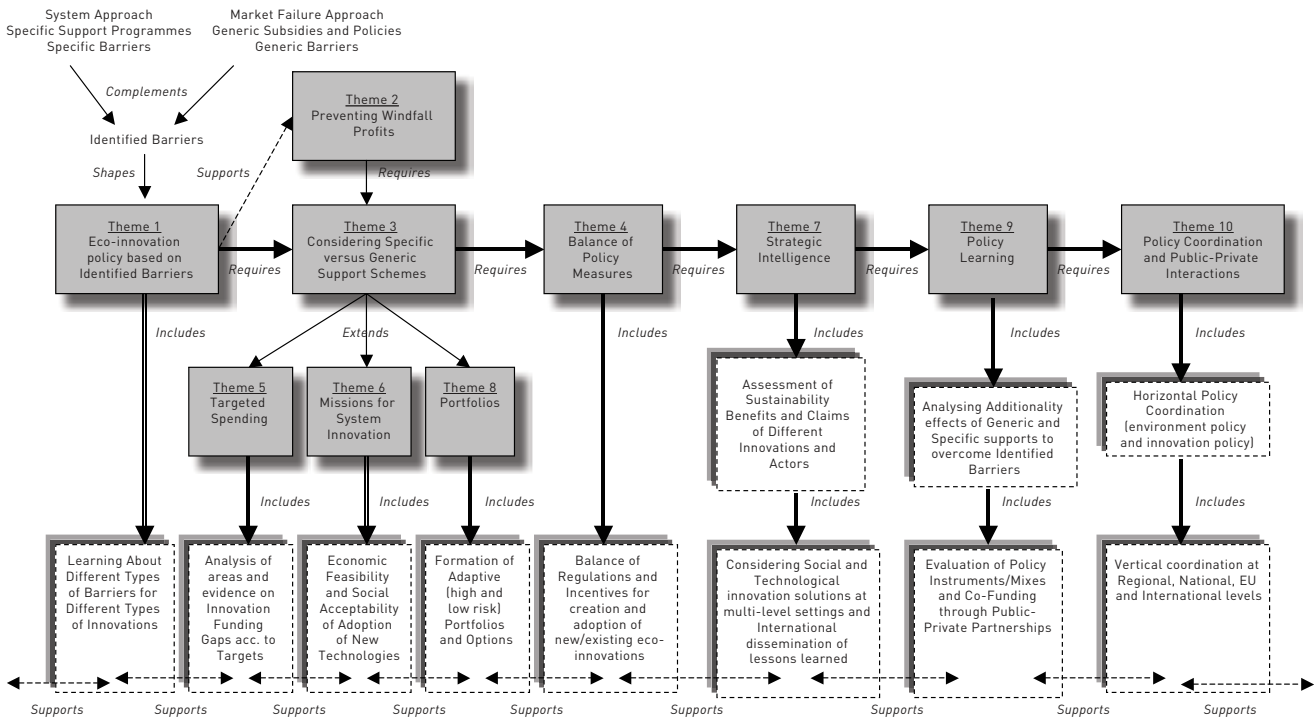 System Approach
Specific Support Programmes
Specific Barriers
Market Failure Approach
Generic Subsidies and Policies
Generic Barriers
Complements
Identified Barriers
Shapes
Supports
Theme 2
Preventing Windfall
Profits
Requires
Theme 1
Eco-innovation
policy based on
Identified Barriers
Requires
Theme 3
Considering Specific
versus Generic
Support Schemes
Requires
Theme 4
Balance of
Policy
Measures
Requires
Theme 7
Strategic
Intelligence
Requires
Theme 9
Policy
Learning
Requires
Theme 10
Policy Coordination
and Public-Private
Interactions
Includes
Extends
Includes
Includes
Includes
Includes
Theme 5
Targeted
Spending
Theme 6
Missions for
System
Innovation
Theme 8
Portfolios
Assessment of
Sustainability
Benefits and Claims
of Different
Innovations and
Actors
Analysing Additionality
effects of Generic and
Specific supports to
overcome Identified
Barriers
Horizontal Policy
Coordination
(environment policy
and innovation policy)
Includes
Includes
Includes
Includes
Includes
Includes
Learning About
Different Types
of Barriers for
Different Types
of Innovations
Analysis of
areas and
evidence on
Innovation
Funding
Gaps acc. to
Targets
Economic
Feasibility
and Social
Acceptability
of Adoption
of New
Technologies
Formation of
Adaptive
(high and
low risk)
Portfolios
and Options
Balance of
Regulations and
Incentives for
creation and
adoption of
new/existing eco-
innovations
Considering Social and
Technological
innovation solutions at
multi-level settings and
International
dissemination of
lessons learned
Evaluation of Policy
Instruments/Mixes
and Co-Funding
through Public-
Private Partnerships
Vertical coordination at
Regional, National, EU
and International levels
Supports
Supports
Supports
Supports
Supports
Supports
Supports
Supports
Supports